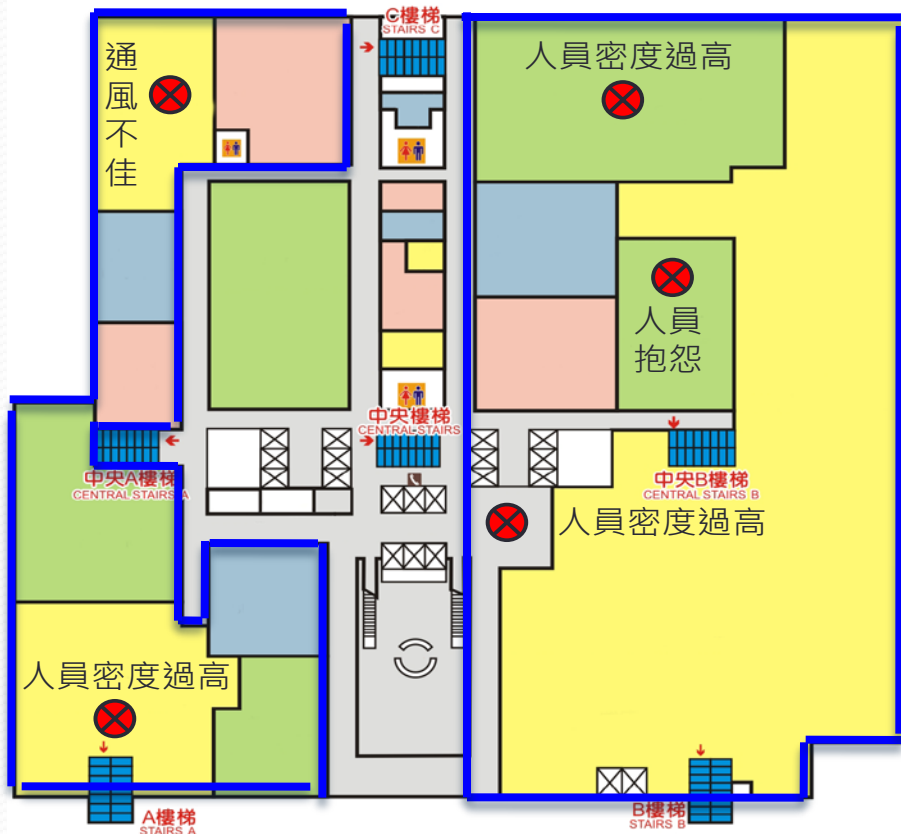 C樓梯
STAIRS C
通
風
不
佳
人員密度過高
人員
抱怨
中央樓梯
CENTRAL STAIRS
中央A樓梯
CENTRAL STAIRS A
中央B樓梯
CENTRAL STAIRS B
人員密度過高
人員密度過高
A樓梯
STAIRS A
B樓梯
STAIRS B